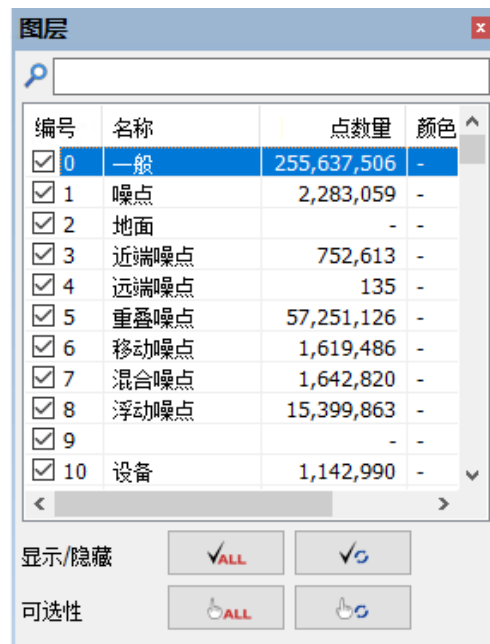 图层
编号 名称 点数量 颜色
0 一般 255,637,506 -
1 噪点 2,283,059 -
2 地面 - -
3 近端噪点 752,613 -
4 远端噪点 135 -
5 重叠噪点 57,251,126 -
6 移动噪点 1,619,486 -
7 混合噪点 1,642,820 -
8 浮动噪点 15,399,863 -
9 - -
10 设备 1,142,990 -
显示/隐藏 ALL
可选性 ALL